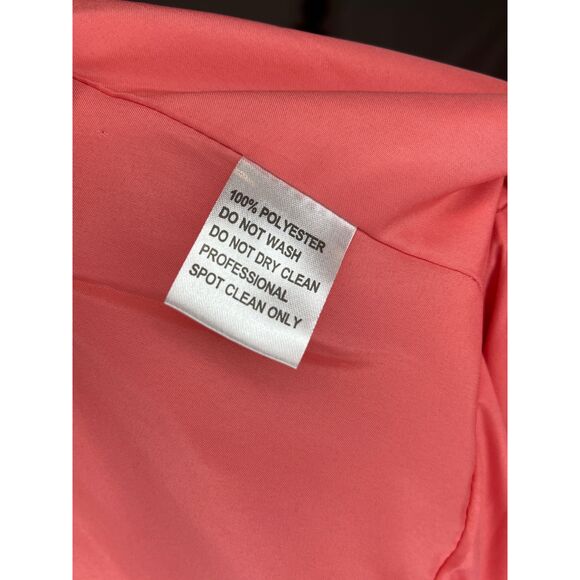 100% POLYESTER
DO NOT WASH
DO NOT DRY CLEAN
PROFESSIONAL
SPOT CLEAN ONLY